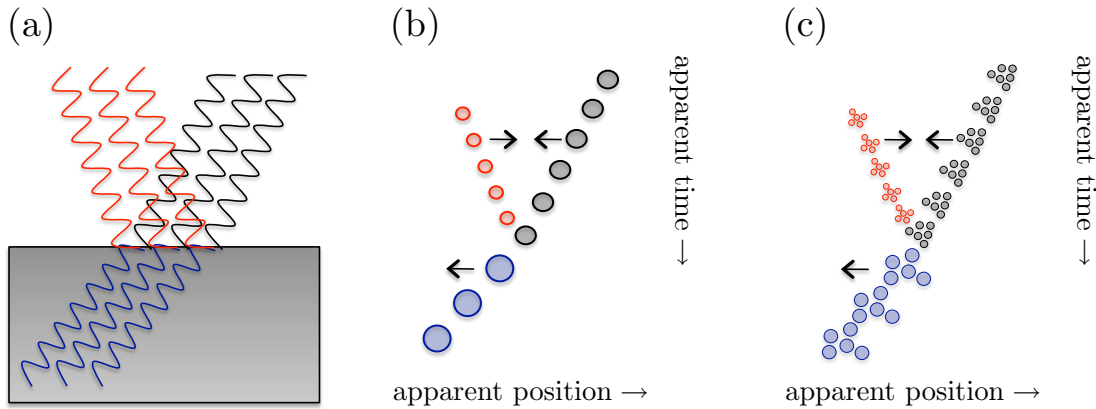 (a)
(b)
(c)
apparent time →
apparent time →
apparent position →
apparent position →